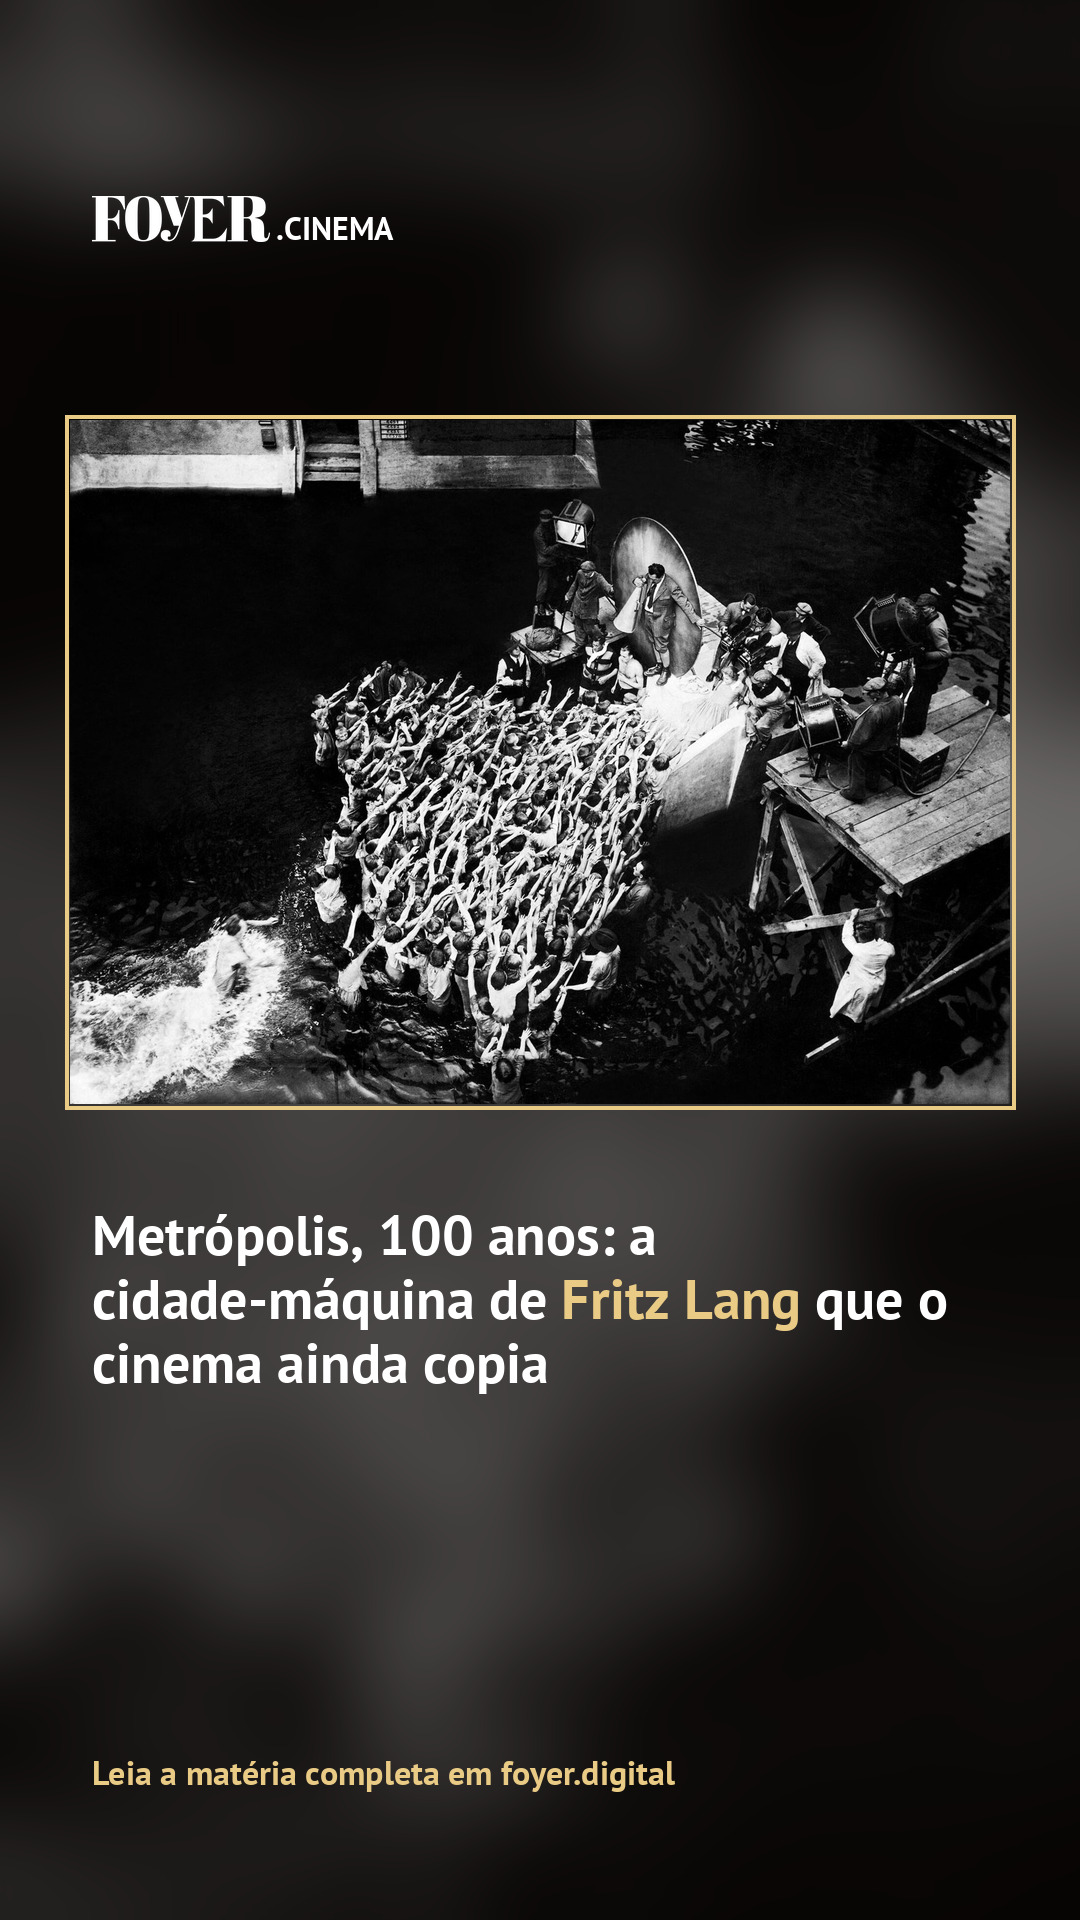 FOYER .CINEMA
Metrópolis, 100 anos: a
cidade-máquina de Fritz Lang que o
cinema ainda copia
Leia a matéria completa em foyer.digital